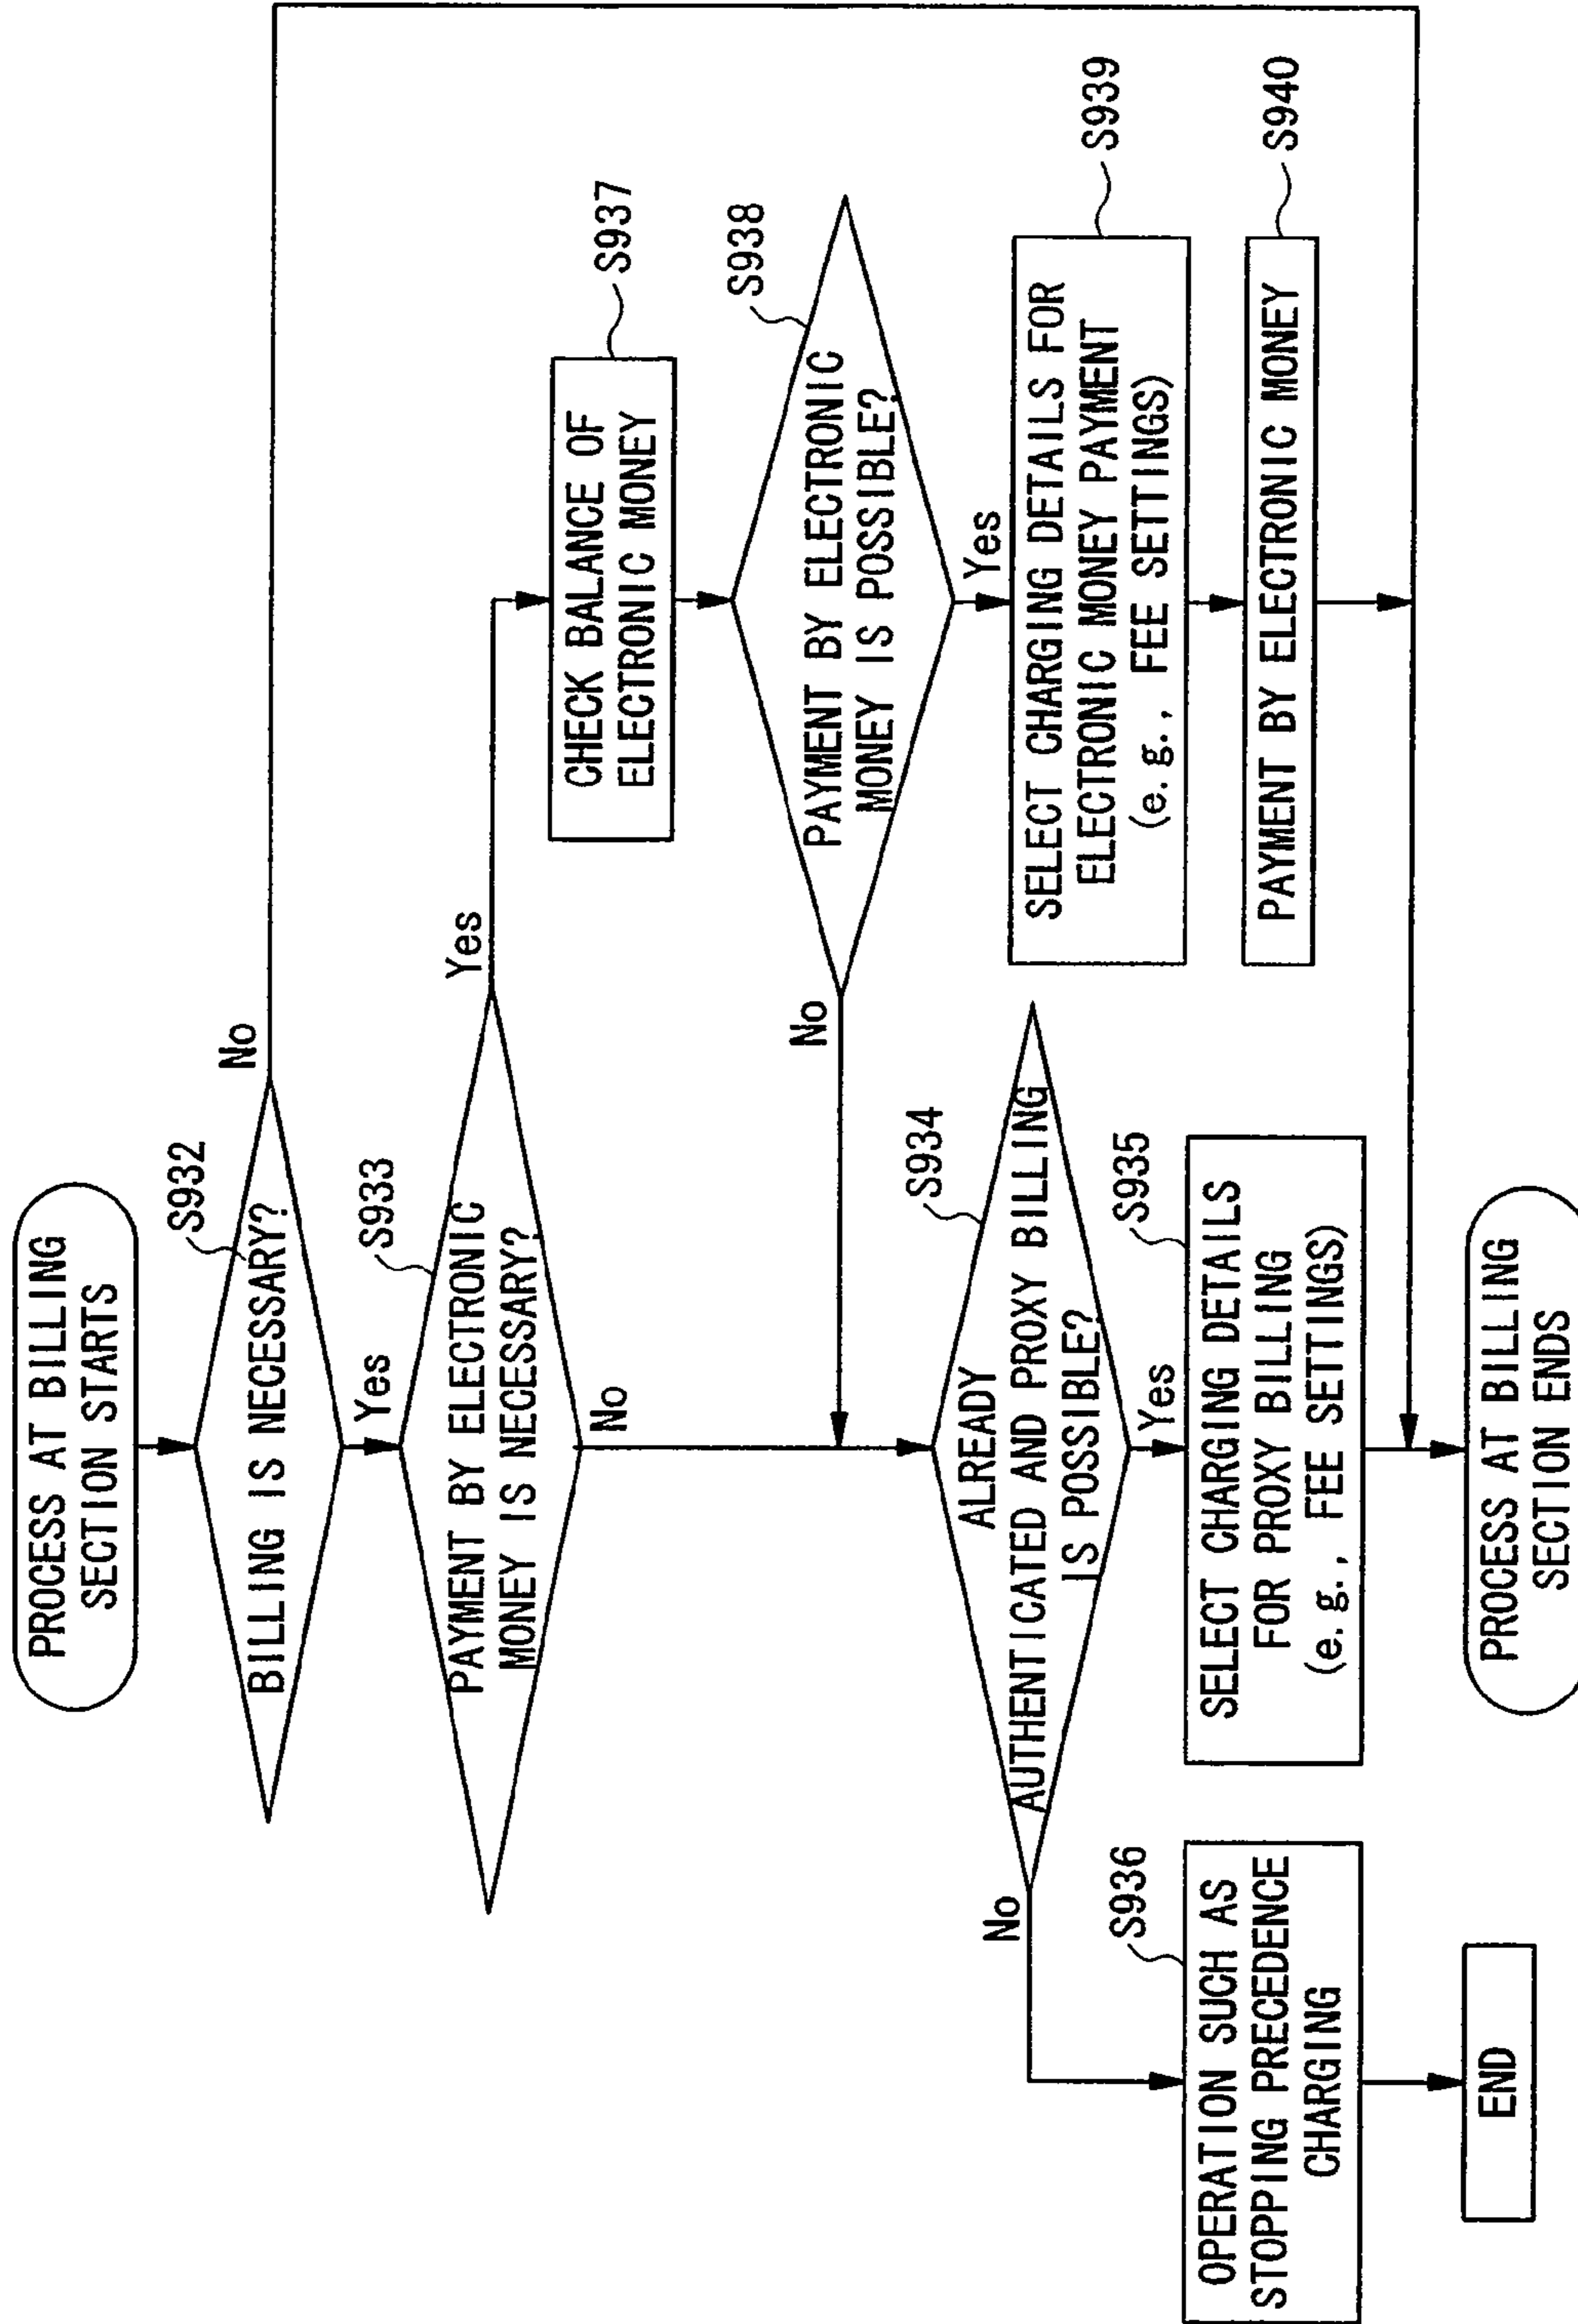 PROCESS AT BILLING
SECTION STARTS
S932
BILLING IS NECESSARY?
No
Yes
S933
PAYMENT BY ELECTRONIC
MONEY IS NECESSARY?
Yes
No
CHECK BALANCE OF
ELECTRONIC MONEY
S937
S938
PAYMENT BY ELECTRONIC
MONEY IS POSSIBLE?
No
Yes
SELECT CHARGING DETAILS FOR
ELECTRONIC MONEY PAYMENT
(e.g., FEE SETTINGS)
S939
PAYMENT BY ELECTRONIC MONEY
S940
S934
ALREADY
AUTHENTICATED AND PROXY BILLING
IS POSSIBLE?
No
Yes
S935
SELECT CHARGING DETAILS
FOR PROXY BILLING
(e.g., FEE SETTINGS)
S936
OPERATION SUCH AS
STOPPING PRECEDENCE
CHARGING
END
PROCESS AT BILLING
SECTION ENDS